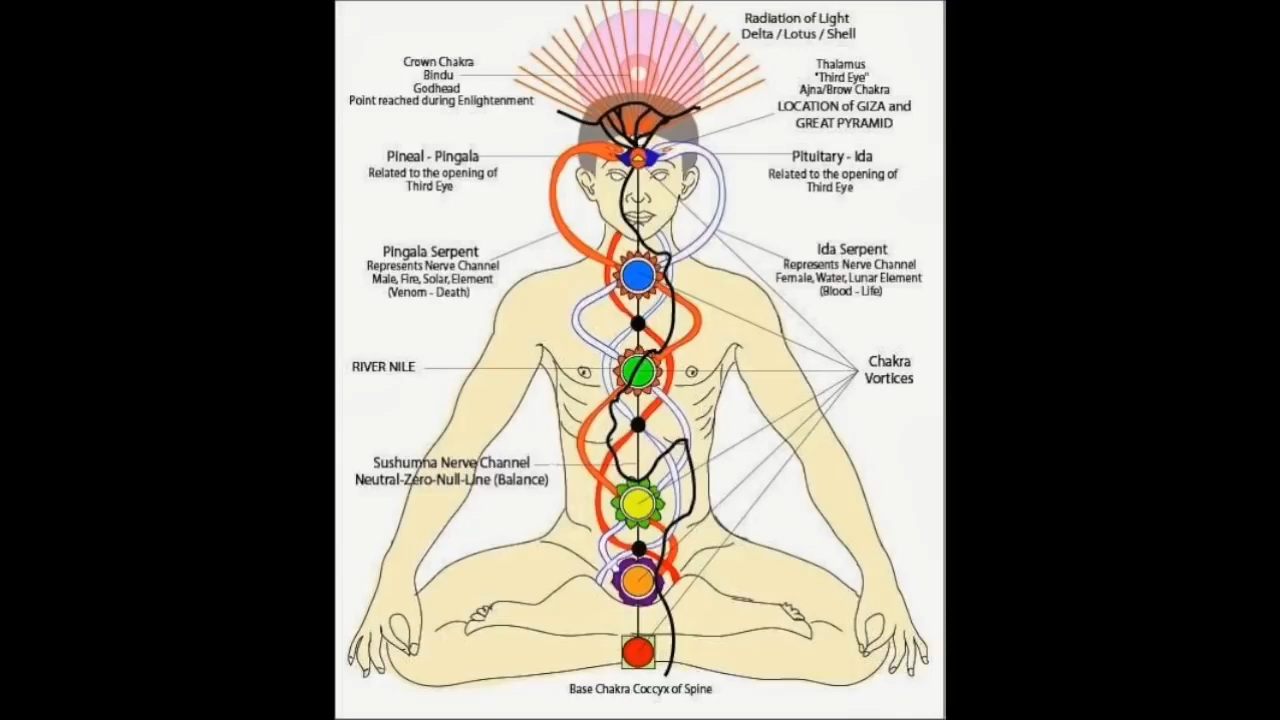 Radiation of Light
Delta / Lotus / Shell
Crown Chakra
Bindu
Godhead
Point reached during Enlightenment
Thalamus
"Third Eye"
Ajna/Brow Chakra
LOCATION of GIZA and
GREAT PYRAMID
Pineal - Pingala
Related to the opening of
Third Eye
Pituitary - Ida
Related to the opening of
Third Eye
Pingala Serpent
Represents Nerve Channel
Male, Fire, Solar, Element
(Venom - Death)
Ida Serpent
Represents Nerve Channel
Female, Water, Lunar Element
(Blood - Life)
RIVER NILE
Chakra
Vortices
Sushumna Nerve Channel
Neutral-Zero-Null-Line (Balance)
Base Chakra Coccyx of Spine